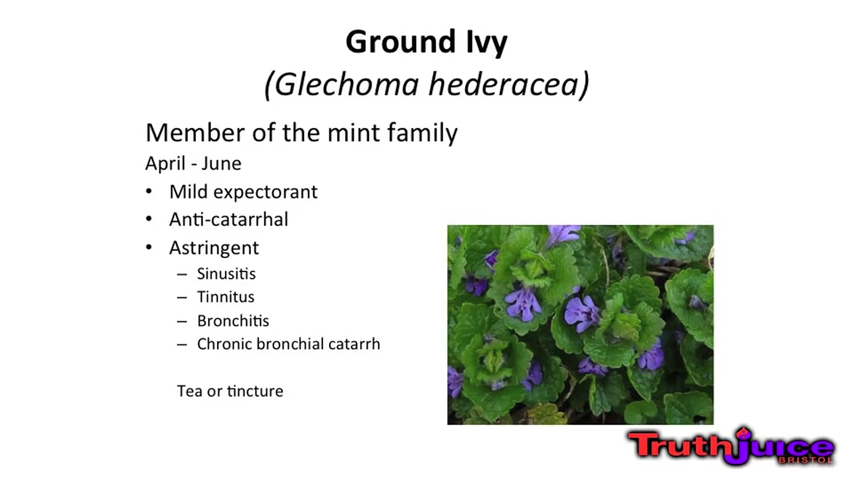 Ground Ivy
(Glechoma hederacea)
Member of the mint family
April - June
• Mild expectorant
• Anti-catarrhal
• Astringent
– Sinusitis
– Tinnitus
– Bronchitis
– Chronic bronchial catarrh
Tea or tincture
Truthjuice
BRISTOL